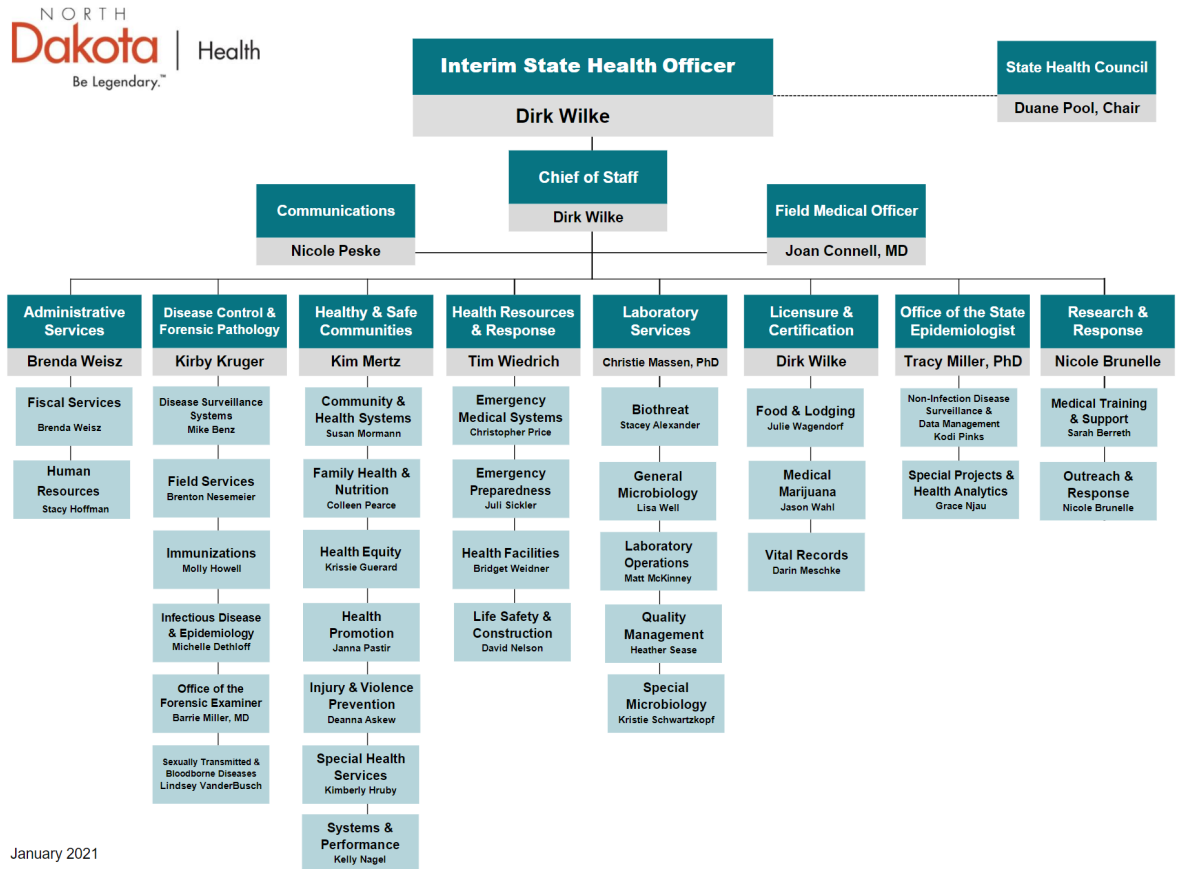 NORTH
Dakota | Health
Be Legendary.™
Interim State Health Officer
Dirk Wilke
State Health Council
Duane Pool, Chair
Chief of Staff
Dirk Wilke
Communications
Nicole Peske
Field Medical Officer
Joan Connell, MD
Administrative
Services
Brenda Weisz
Fiscal Services
Brenda Weisz
Human
Resources
Stacy Hoffman
Disease Control &
Forensic Pathology
Kirby Kruger
Disease Surveillance
Systems
Mike Benz
Field Services
Brenton Nesemeier
Immunizations
Molly Howell
Infectious Disease
& Epidemiology
Michelle Dethloff
Office of the
Forensic Examiner
Barrie Miller, MD
Sexually Transmitted &
Bloodborne Diseases
Lindsey VanderBusch
Healthy & Safe
Communities
Kim Mertz
Community &
Health Systems
Susan Mormann
Family Health &
Nutrition
Colleen Pearce
Health Equity
Krissie Guerard
Health
Promotion
Janna Pastir
Injury & Violence
Prevention
Deanna Askew
Special Health
Services
Kimberly Hruby
Systems &
Performance
Kelly Nagel
Health Resources
& Response
Tim Wiedrich
Emergency
Medical Systems
Christopher Price
Emergency
Preparedness
Juli Sickler
Health Facilities
Bridget Weidner
Life Safety &
Construction
David Nelson
Laboratory
Services
Christie Massen, PhD
Biothreat
Stacey Alexander
General
Microbiology
Lisa Well
Laboratory
Operations
Matt McKinney
Quality
Management
Heather Sease
Special
Microbiology
Kristie Schwartzkopf
Licensure &
Certification
Dirk Wilke
Food & Lodging
Julie Wagendorf
Medical
Marijuana
Jason Wahl
Vital Records
Darin Meschke
Office of the State
Epidemiologist
Tracy Miller, PhD
Non-Infection Disease
Surveillance &
Data Management
Kodi Pinks
Special Projects &
Health Analytics
Grace Njau
Research &
Response
Nicole Brunelle
Medical Training
& Support
Sarah Berreth
Outreach &
Response
Nicole Brunelle
January 2021